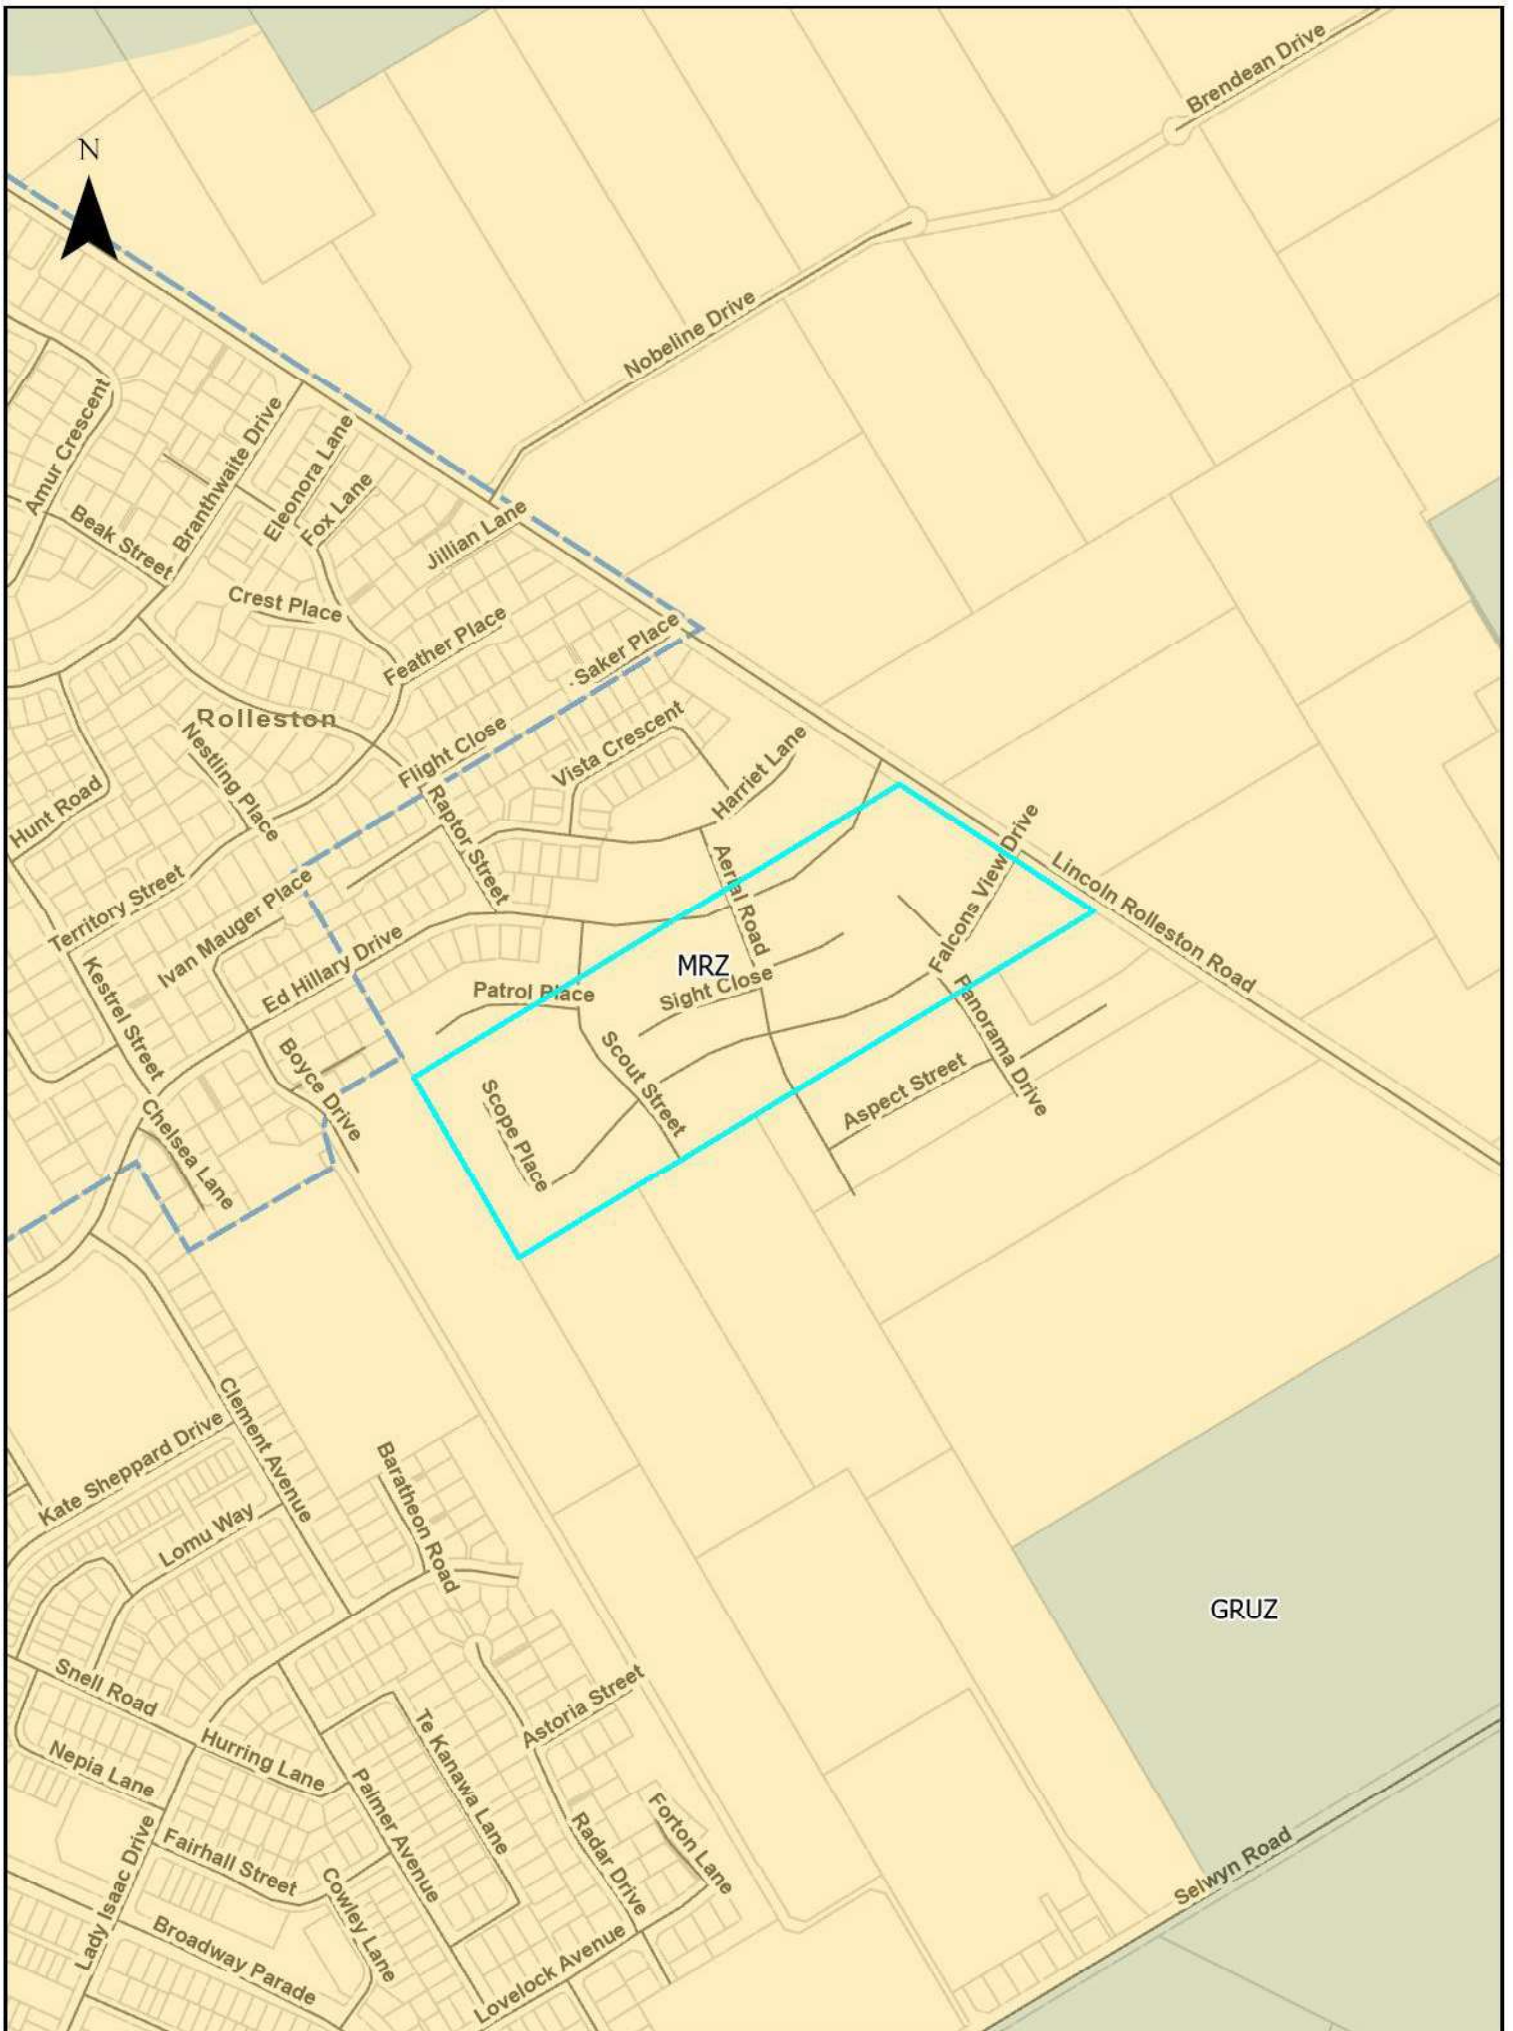 Brendean Drive
N
Nobeline Drive
Amur Crescent
Branthwaite Drive
Eleonora Lane
Fox Lane
Beak Street
Jillian Lane
Crest Place
Feather Place
Saker Place
Rolleston
Nestling Place
Flight Close
Vista Crescent
Harriet Lane
Hunt Road
Raptor Street
Aerial Road
Falcons View Drive
Lincoln Rolleston Road
Territory Street
Ivan Mauger Place
Ed Hillary Drive
MRZ
Sight Close
Patrol Place
Kestrel Street
Panorama Drive
Boyce Drive
Scout Street
Scope Place
Aspect Street
Chelsea Lane
Clement Avenue
Kate Sheppard Drive
Baratheon Road
Lomu Way
GRUZ
Snell Road
Astoria Street
Te Kanawa Lane
Hurring Lane
Nepia Lane
Palmer Avenue
Forton Lane
Radar Drive
Selwyn Road
Lady Isaac Drive
Fairhall Street
Cowley Lane
Broadway Parade
Lovelock Avenue